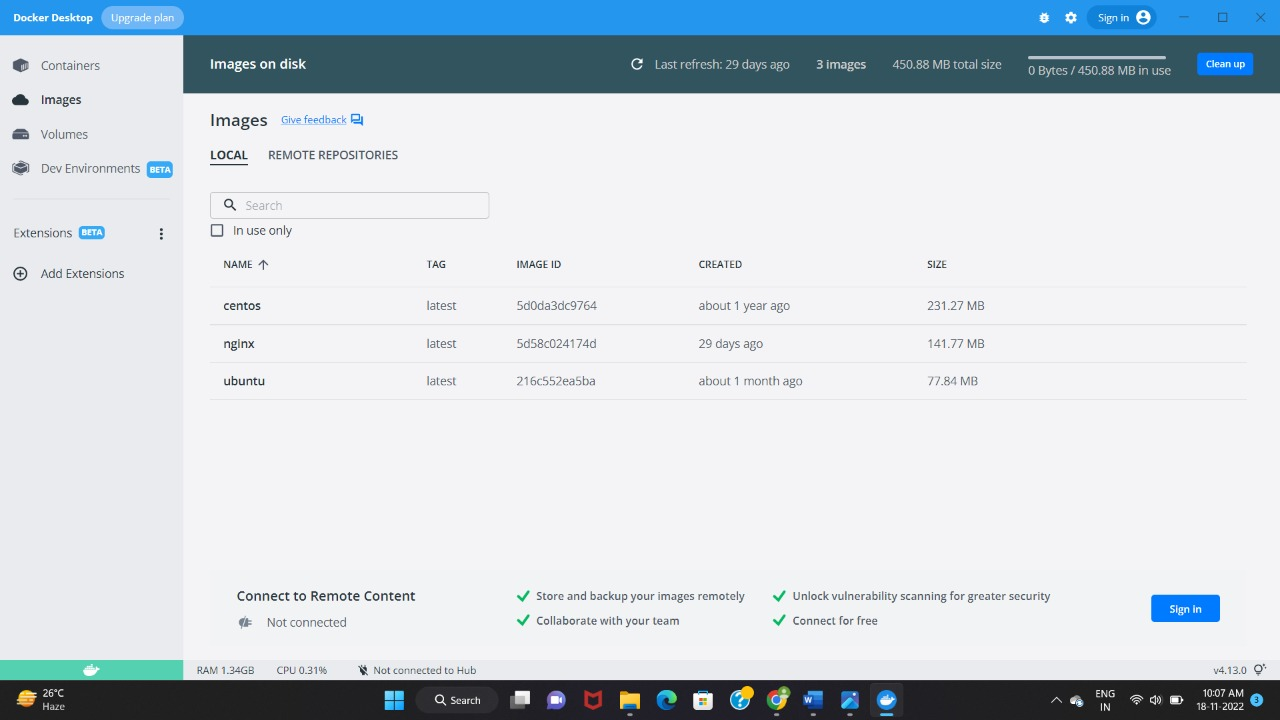 Docker Desktop Upgrade plan Sign in
Containers
Images
Volumes
Dev Environments BETA
Extensions BETA
Add Extensions
Images on disk Last refresh: 29 days ago 3 images 450.88 MB total size 0 Bytes / 450.88 MB in use Clean up
Images Give feedback
LOCAL REMOTE REPOSITORIES
Search
In use only
NAME TAG IMAGE ID CREATED SIZE
centos latest 5d0da3dc9764 about 1 year ago 231.27 MB
nginx latest 5d58c024174d 29 days ago 141.77 MB
ubuntu latest 216c552ea5ba about 1 month ago 77.84 MB
Connect to Remote Content Store and backup your images remotely Unlock vulnerability scanning for greater security
Not connected Collaborate with your team Connect for free
Sign in
RAM 1.34GB CPU 0.31% Not connected to Hub v4.13.0
26°C
Haze
Search
ENG
IN
10:07 AM
18-11-2022
3